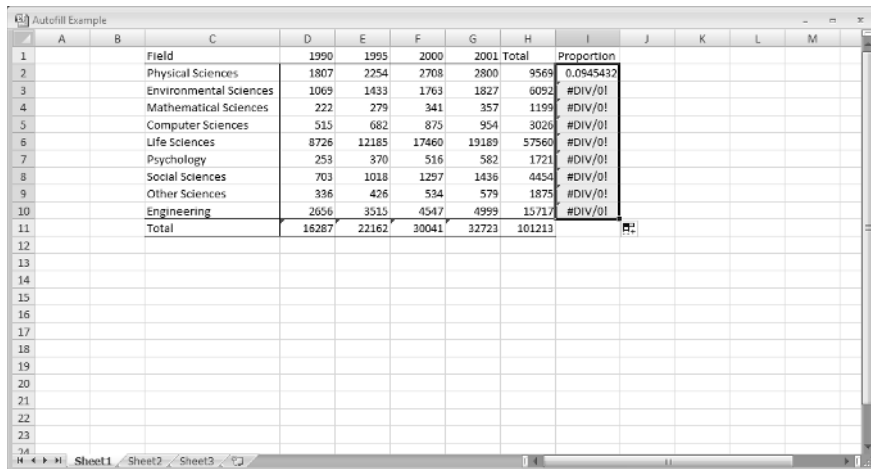 Autofill Example
A B C D E F G H I J K L M
1 Field 1990 1995 2000 2001 Total Proportion
2 Physical Sciences 1807 2254 2708 2800 9569 0.0945432
3 Environmental Sciences 1069 1433 1763 1827 6092 #DIV/0!
4 Mathematical Sciences 222 279 341 357 1199 #DIV/0!
5 Computer Sciences 515 682 875 954 3026 #DIV/0!
6 Life Sciences 8726 12185 17460 19189 57560 #DIV/0!
7 Psychology 253 370 516 582 1721 #DIV/0!
8 Social Sciences 703 1018 1297 1436 4454 #DIV/0!
9 Other Sciences 336 426 534 579 1875 #DIV/0!
10 Engineering 2656 3515 4547 4999 15717 #DIV/0!
11 Total 16287 22162 30041 32723 101213
12
13
14
15
16
17
18
19
20
21
22
23
24
Sheet1 Sheet2 Sheet3